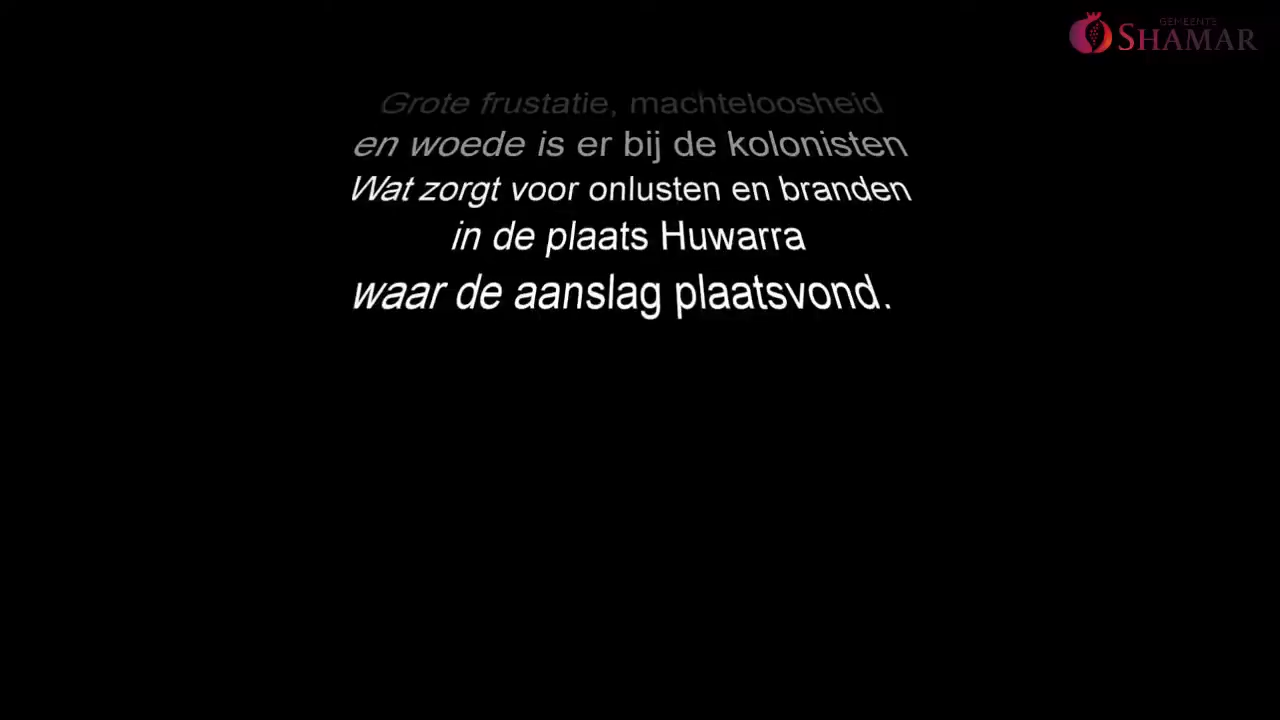 GEMEENTE
SHAMAR
Grote frustatie, machteloosheid
en woede is er bij de kolonisten
Wat zorgt voor onlusten en branden
in de plaats Huwarra
waar de aanslag plaatsvond.